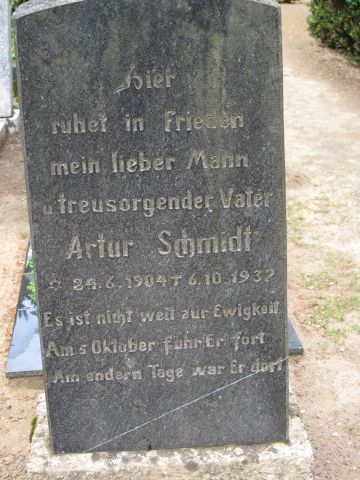 Hier
ruhet in Frieden
mein lieber Mann
u treusorgender Vater
Artur Schmidt
✡ 24.6.1904 † 6.10.1937
Es ist nicht weit zur Ewigkeit
Am 5 Oktober fuhr Er fort
Am andern Tage war Er dort